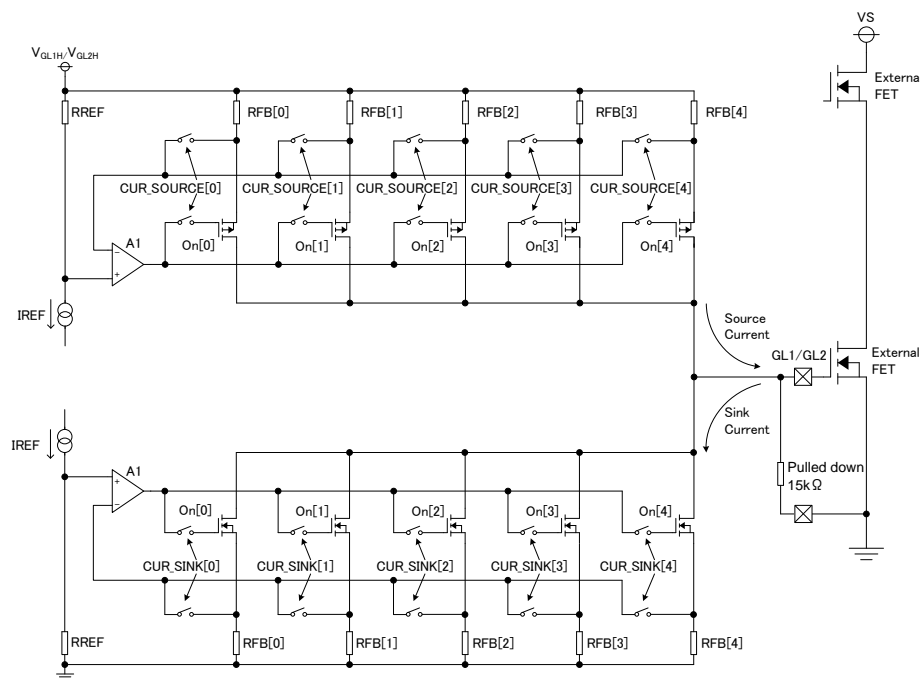 VS
VGL1H/VGL2H
External
FET
RREF
RFB[0]
RFB[1]
RFB[2]
RFB[3]
RFB[4]
CUR_SOURCE[0]
CUR_SOURCE[1]
CUR_SOURCE[2]
CUR_SOURCE[3]
CUR_SOURCE[4]
A1
On[0]
On[1]
On[2]
On[3]
On[4]
IREF
Source
Current
GL1/GL2
External
FET
Sink
Current
IREF
A1
On[0]
On[1]
On[2]
On[3]
On[4]
Pulled down
15kΩ
CUR_SINK[0]
CUR_SINK[1]
CUR_SINK[2]
CUR_SINK[3]
CUR_SINK[4]
RREF
RFB[0]
RFB[1]
RFB[2]
RFB[3]
RFB[4]